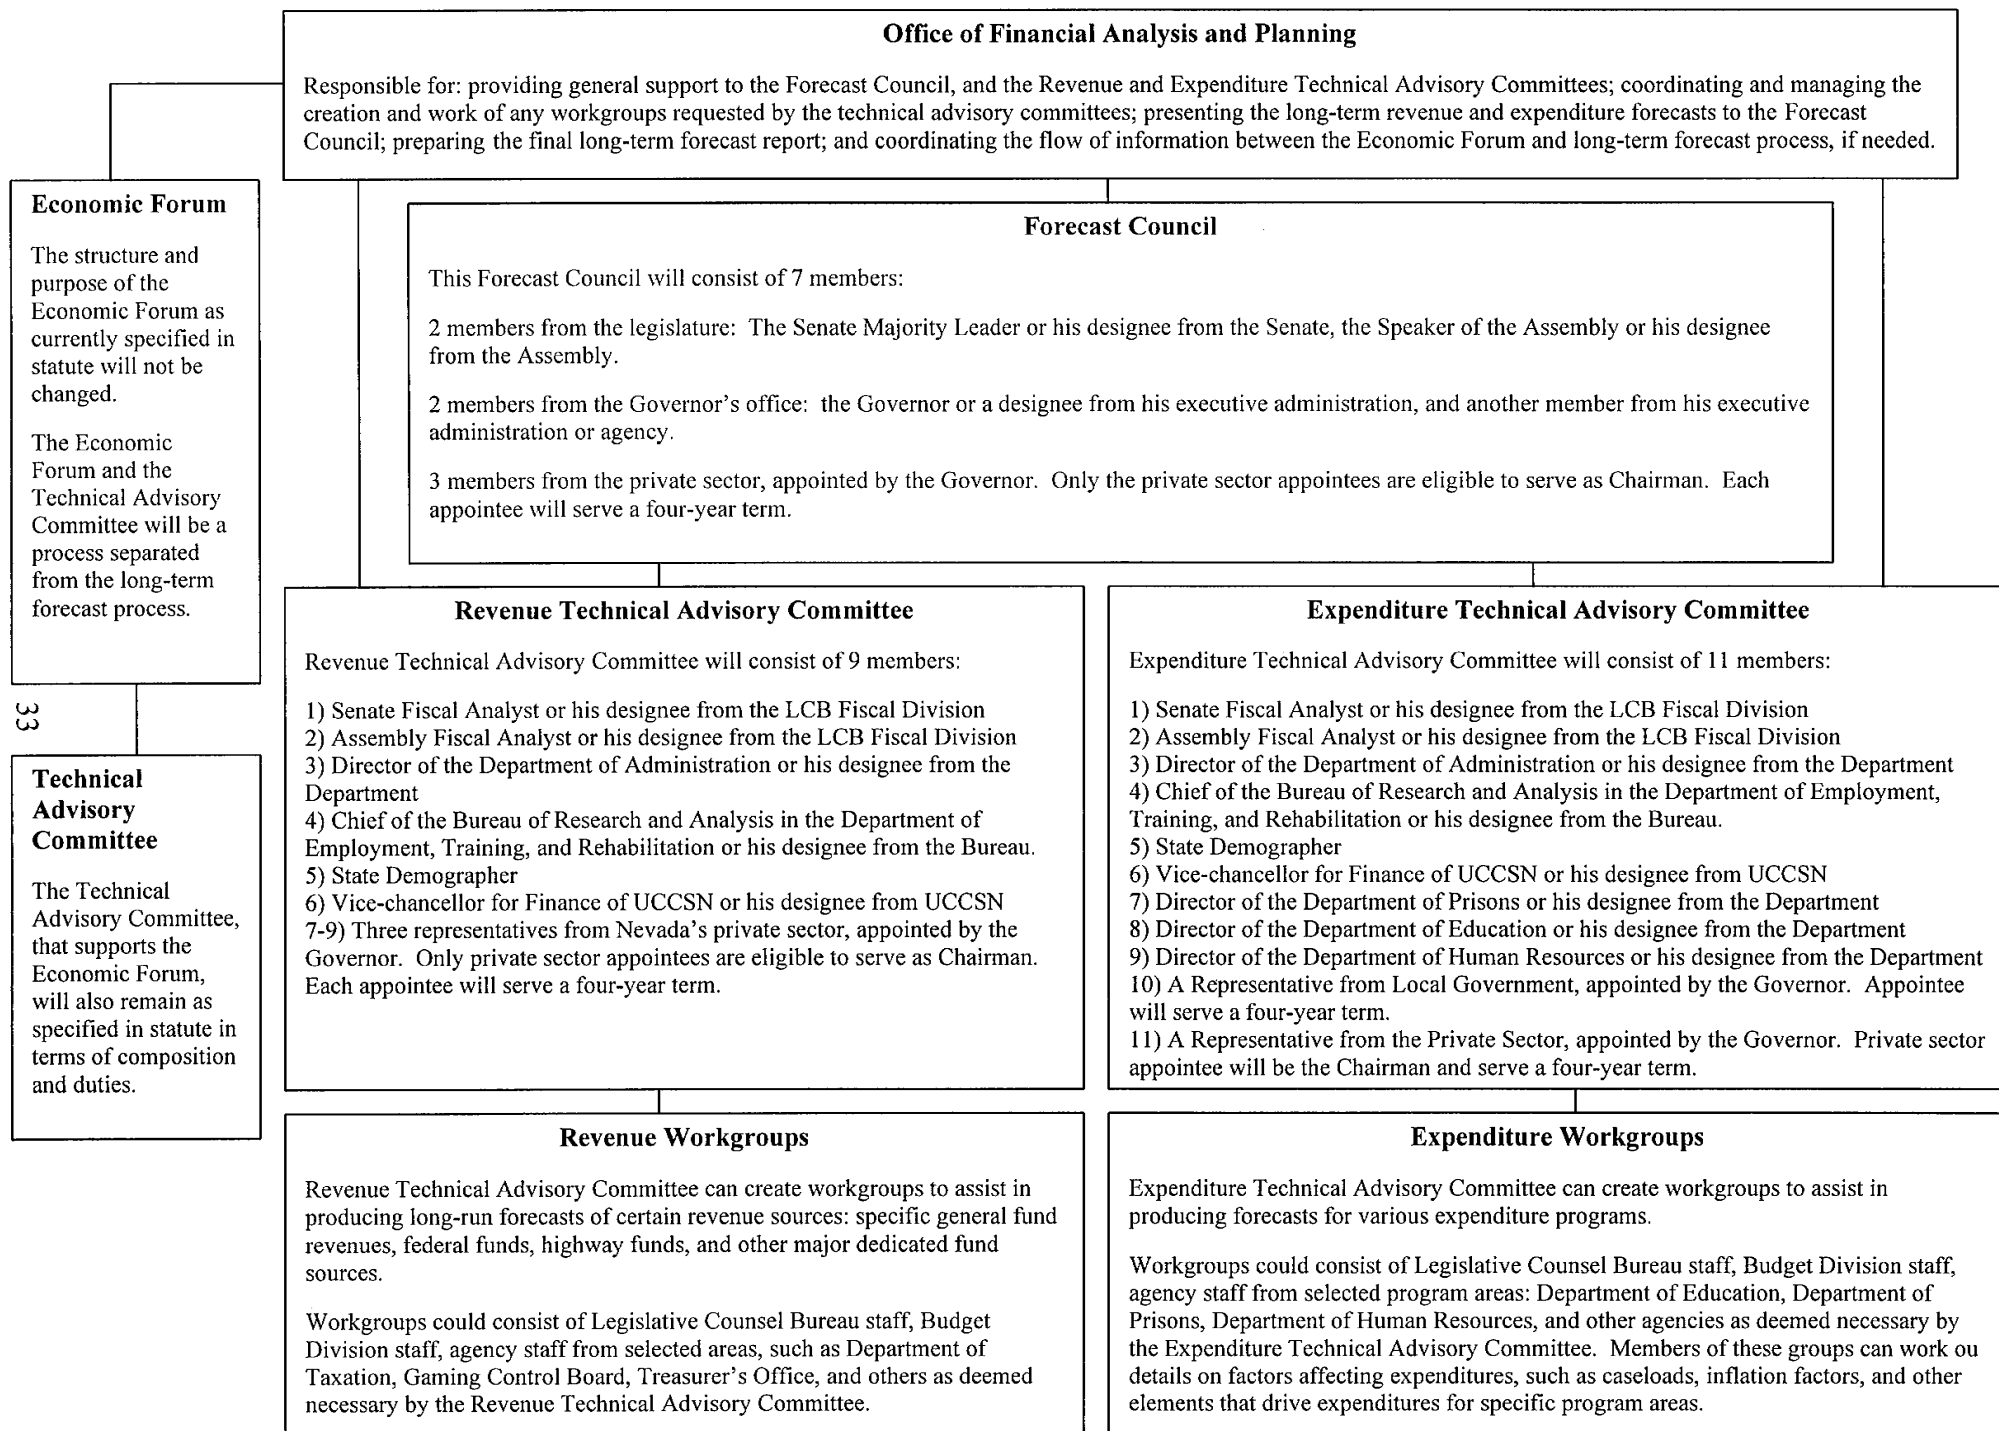 Office of Financial Analysis and Planning
Responsible for: providing general support to the Forecast Council, and the Revenue and Expenditure Technical Advisory Committees; coordinating and managing the
creation and work of any workgroups requested by the technical advisory committees; presenting the long-term revenue and expenditure forecasts to the Forecast
Council; preparing the final long-term forecast report; and coordinating the flow of information between the Economic Forum and long-term forecast process, if needed.
Economic Forum
The structure and
purpose of the
Economic Forum as
currently specified in
statute will not be
changed.
The Economic
Forum and the
Technical Advisory
Committee will be a
process separated
from the long-term
forecast process.
Forecast Council
This Forecast Council will consist of 7 members:
2 members from the legislature: The Senate Majority Leader or his designee from the Senate, the Speaker of the Assembly or his designee
from the Assembly.
2 members from the Governor's office: the Governor or a designee from his executive administration, and another member from his executive
administration or agency.
3 members from the private sector, appointed by the Governor. Only the private sector appointees are eligible to serve as Chairman. Each
appointee will serve a four-year term.
33
Technical
Advisory
Committee
The Technical
Advisory Committee,
that supports the
Economic Forum,
will also remain as
specified in statute in
terms of composition
and duties.
Revenue Technical Advisory Committee
Revenue Technical Advisory Committee will consist of 9 members:
1) Senate Fiscal Analyst or his designee from the LCB Fiscal Division
2) Assembly Fiscal Analyst or his designee from the LCB Fiscal Division
3) Director of the Department of Administration or his designee from the
Department
4) Chief of the Bureau of Research and Analysis in the Department of
Employment, Training, and Rehabilitation or his designee from the Bureau.
5) State Demographer
6) Vice-chancellor for Finance of UCCSN or his designee from UCCSN
7-9) Three representatives from Nevada's private sector, appointed by the
Governor. Only private sector appointees are eligible to serve as Chairman.
Each appointee will serve a four-year term.
Expenditure Technical Advisory Committee
Expenditure Technical Advisory Committee will consist of 11 members:
1) Senate Fiscal Analyst or his designee from the LCB Fiscal Division
2) Assembly Fiscal Analyst or his designee from the LCB Fiscal Division
3) Director of the Department of Administration or his designee from the Department
4) Chief of the Bureau of Research and Analysis in the Department of Employment,
Training, and Rehabilitation or his designee from the Bureau.
5) State Demographer
6) Vice-chancellor for Finance of UCCSN or his designee from UCCSN
7) Director of the Department of Prisons or his designee from the Department
8) Director of the Department of Education or his designee from the Department
9) Director of the Department of Human Resources or his designee from the Department
10) A Representative from Local Government, appointed by the Governor. Appointee
will serve a four-year term.
11) A Representative from the Private Sector, appointed by the Governor. Private sector
appointee will be the Chairman and serve a four-year term.
Revenue Workgroups
Revenue Technical Advisory Committee can create workgroups to assist in
producing long-run forecasts of certain revenue sources: specific general fund
revenues, federal funds, highway funds, and other major dedicated fund
sources.
Workgroups could consist of Legislative Counsel Bureau staff, Budget
Division staff, agency staff from selected areas, such as Department of
Taxation, Gaming Control Board, Treasurer's Office, and others as deemed
necessary by the Revenue Technical Advisory Committee.
Expenditure Workgroups
Expenditure Technical Advisory Committee can create workgroups to assist in
producing forecasts for various expenditure programs.
Workgroups could consist of Legislative Counsel Bureau staff, Budget Division staff,
agency staff from selected program areas: Department of Education, Department of
Prisons, Department of Human Resources, and other agencies as deemed necessary by
the Expenditure Technical Advisory Committee. Members of these groups can work ou
details on factors affecting expenditures, such as caseloads, inflation factors, and other
elements that drive expenditures for specific program areas.